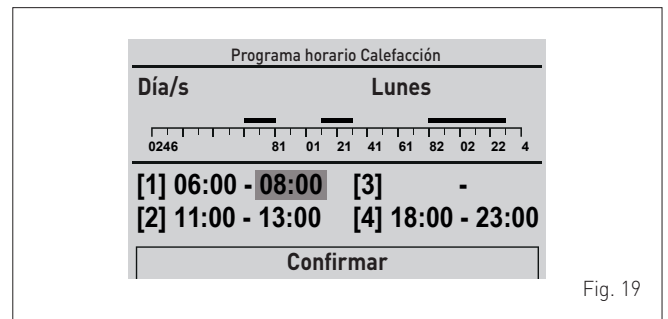 Programa horario Calefacción
Día/s Lunes
0246 81 01 21 41 61 82 02 22 4
[1] 06:00 - 08:00 [3] -
[2] 11:00 - 13:00 [4] 18:00 - 23:00
Confirmar
Fig. 19